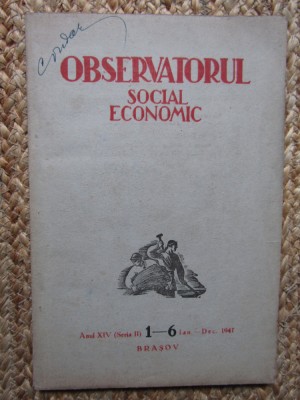 OBSERVATORUL
SOCIAL
ECONOMIC
Anul XIV (Seria II) 1—6 Ian.—Dec. 1947
BRAȘOV